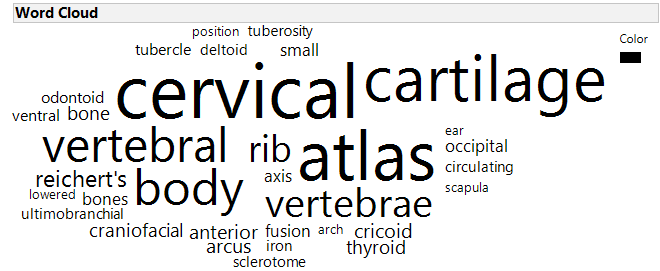 Word Cloud
position tuberosity
Color
tubercle deltoid small
cervical cartilage
odontoid
ventral bone
ear
vertebral rib atlas occipital
circulating
reichert's body axis
scapula
lowered bones vertebrae
ultimobranchial
craniofacial anterior fusion arch cricoid
arcus iron thyroid
sclerotome